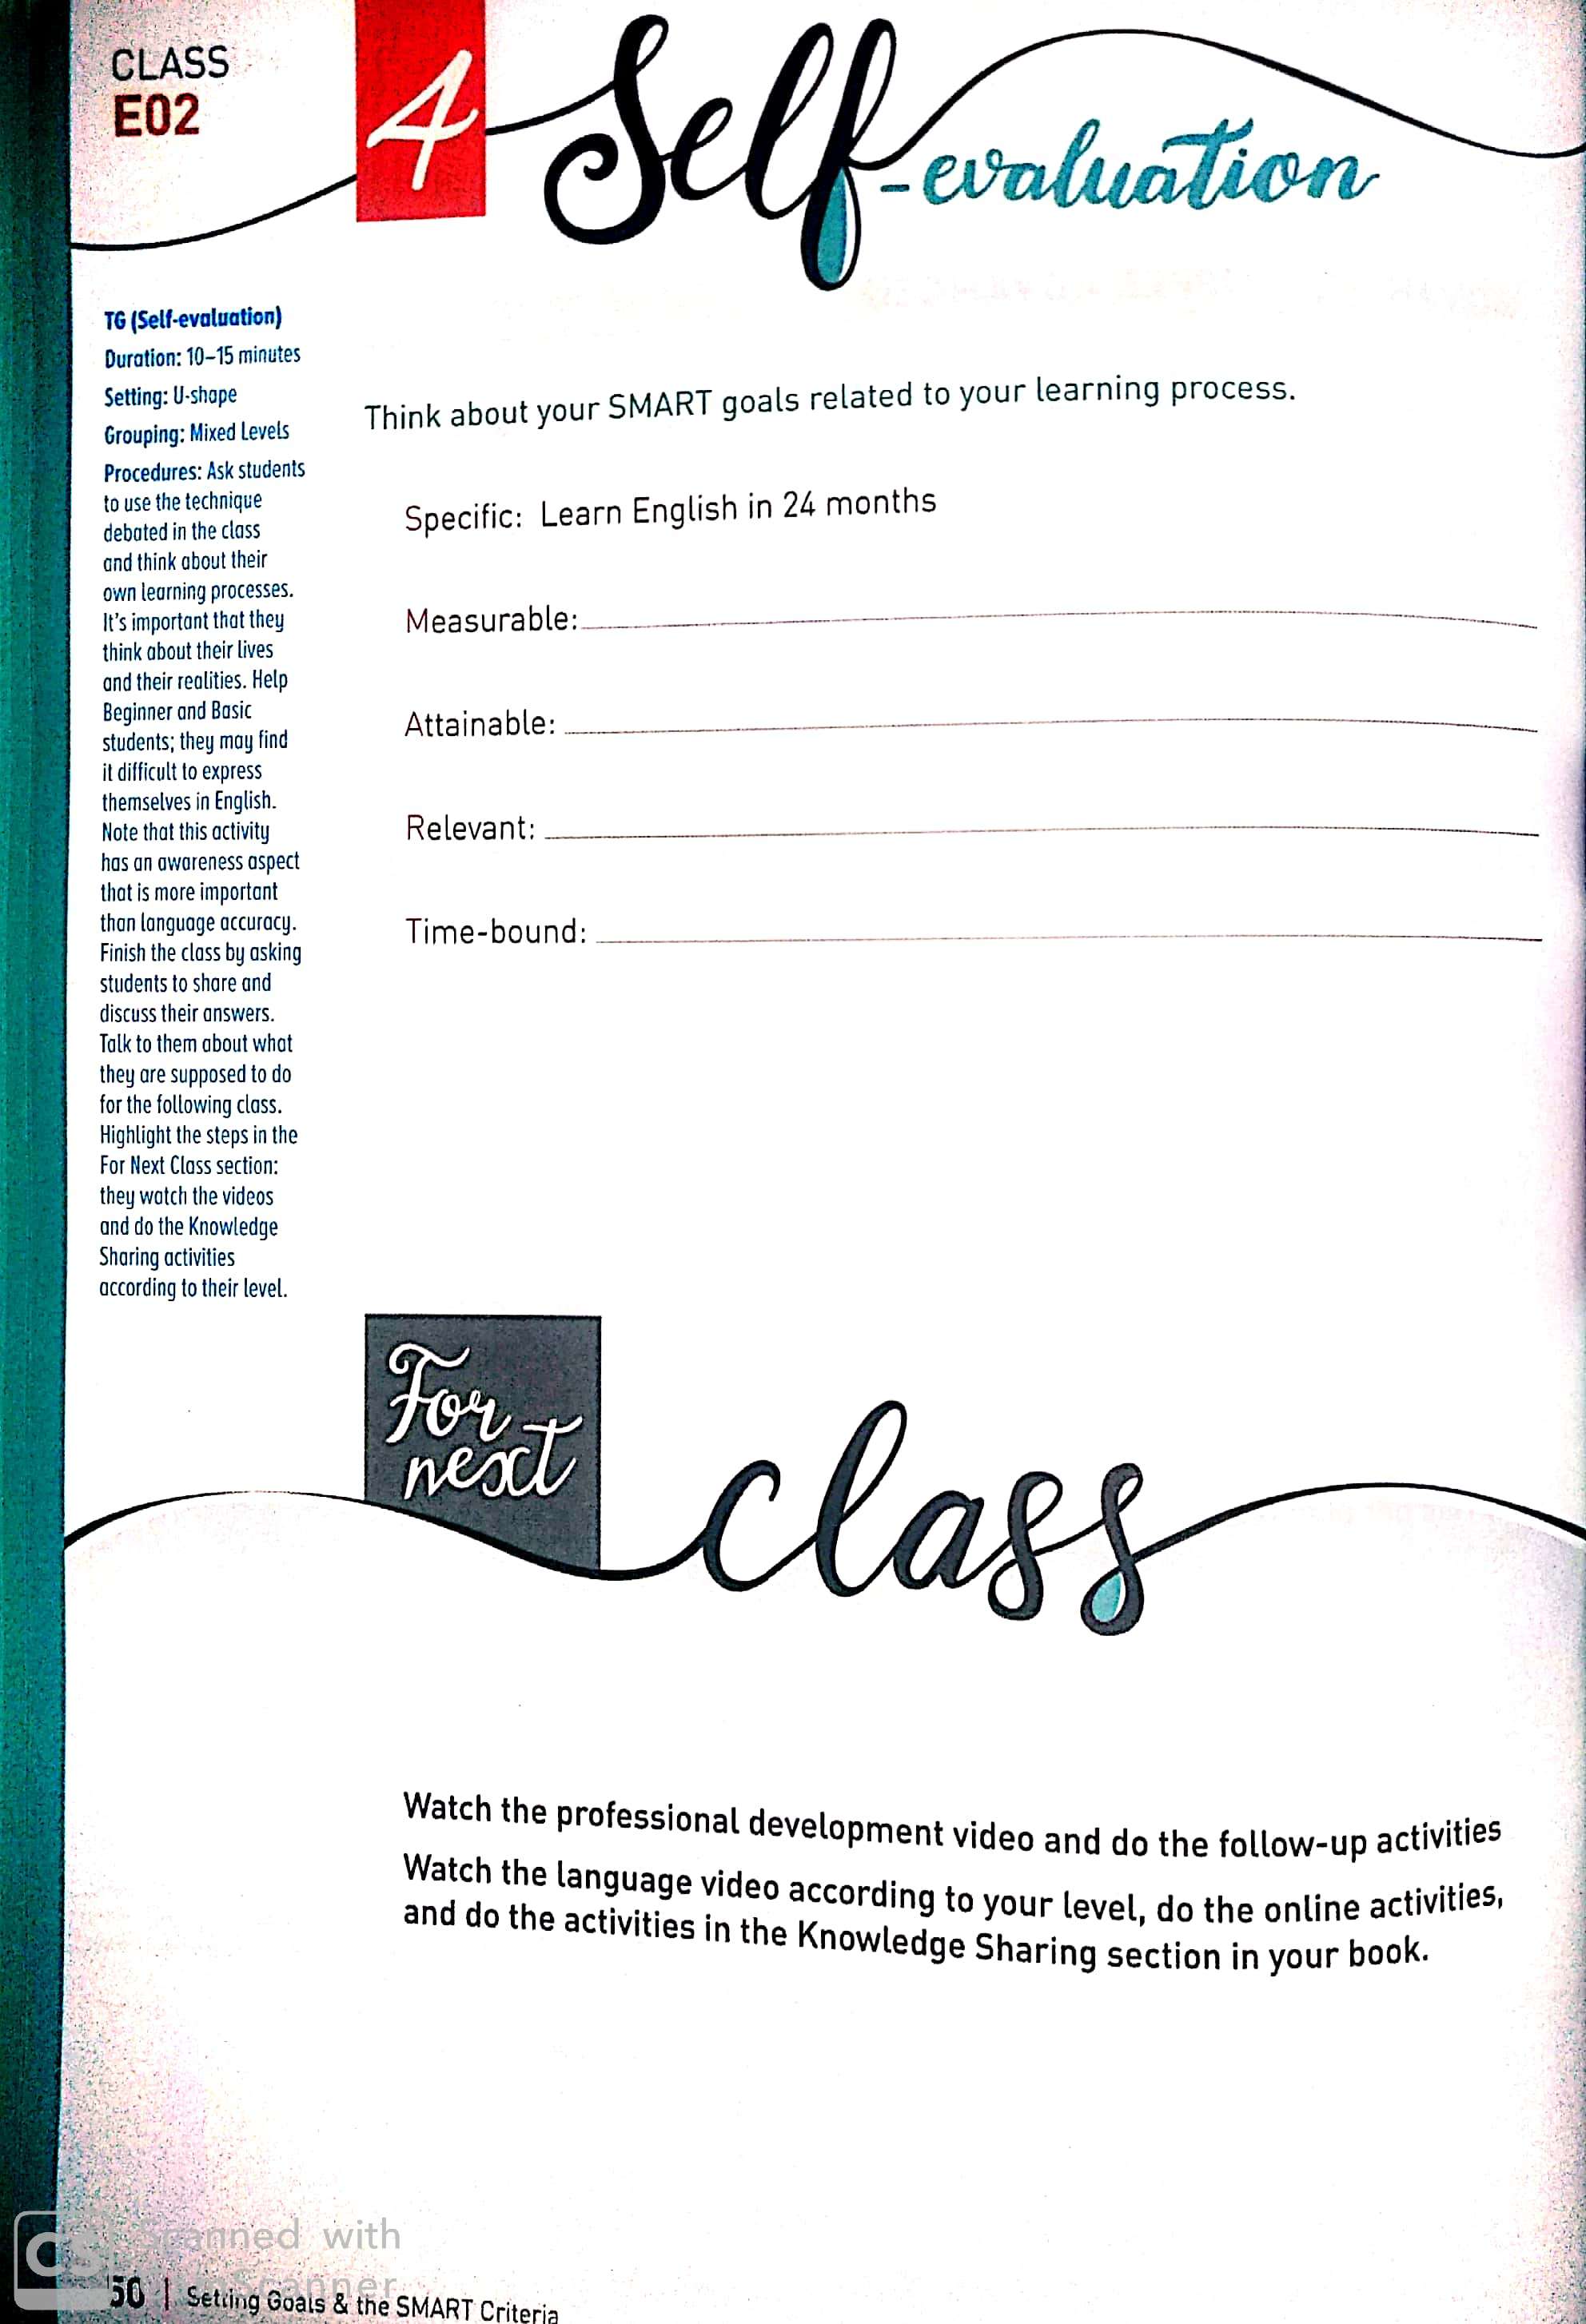 CLASS
E02
4 Self-evaluation
TG (Self-evaluation)
Duration: 10–15 minutes
Setting: U-shape
Grouping: Mixed Levels
Procedures: Ask students
to use the technique
debated in the class
and think about their
own learning processes.
It's important that they
think about their lives
and their realities. Help
Beginner and Basic
students; they may find
it difficult to express
themselves in English.
Note that this activity
has an awareness aspect
that is more important
than language accuracy.
Finish the class by asking
students to share and
discuss their answers.
Talk to them about what
they are supposed to do
for the following class.
Highlight the steps in the
For Next Class section:
they watch the videos
and do the Knowledge
Sharing activities
according to their level.
Think about your SMART goals related to your learning process.
Specific: Learn English in 24 months
Measurable:
Attainable:
Relevant:
Time-bound:
For
next
class
Watch the professional development video and do the follow-up activities
Watch the language video according to your level, do the online activities,
and do the activities in the Knowledge Sharing section in your book.
CS
Scanned with
CamScanner
50 | Setting Goals & the SMART Criteria